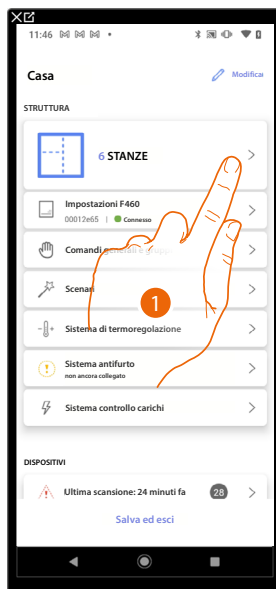 11:46
Casa
Modificai
STRUTTURA
6 STANZE
Impostazioni F460
00012e65 | Connesso
Comandi generali e gruppi
Scenari
1
Sistema di termoregolazione
Sistema antifurto
non ancora collegato
Sistema controllo carichi
DISPOSITIVI
Ultima scansione: 24 minuti fa
28
Salva ed esci